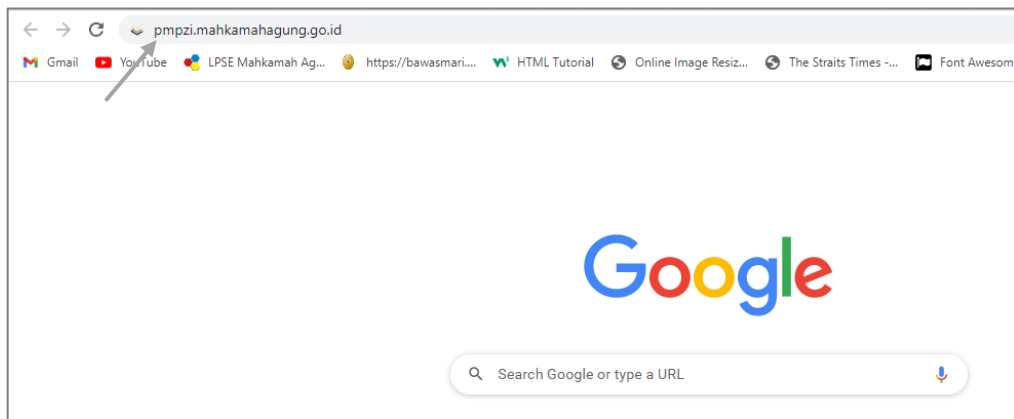 pmpzi.mahkamahagung.go.id
Gmail YouTube LPSE Mahkamah Ag... https://bawasmari.... HTML Tutorial Online Image Resiz... The Straits Times -... Font Awesom
Google
Search Google or type a URL